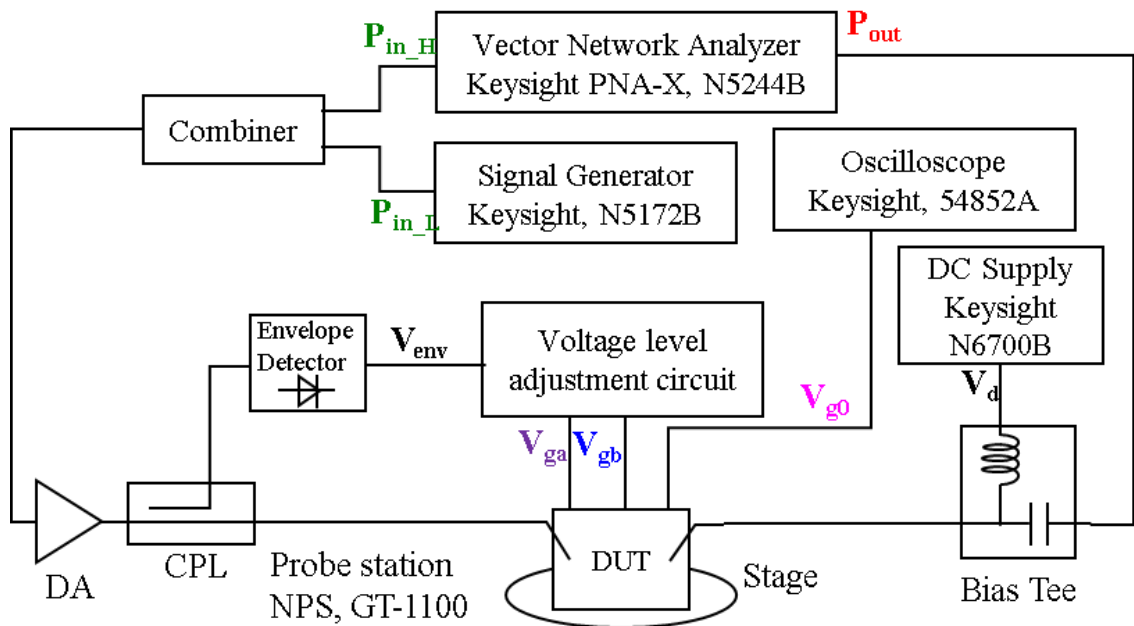 P_in_H
Vector Network Analyzer
Keysight PNA-X, N5244B
P_out
Combiner
Signal Generator
Keysight, N5172B
P_in_L
Oscilloscope
Keysight, 54852A
DC Supply
Keysight
N6700B
Envelope
Detector
V_env
Voltage level
adjustment circuit
V_ga
V_gb
V_g0
V_d
DA
CPL
Probe station
NPS, GT-1100
DUT
Stage
Bias Tee